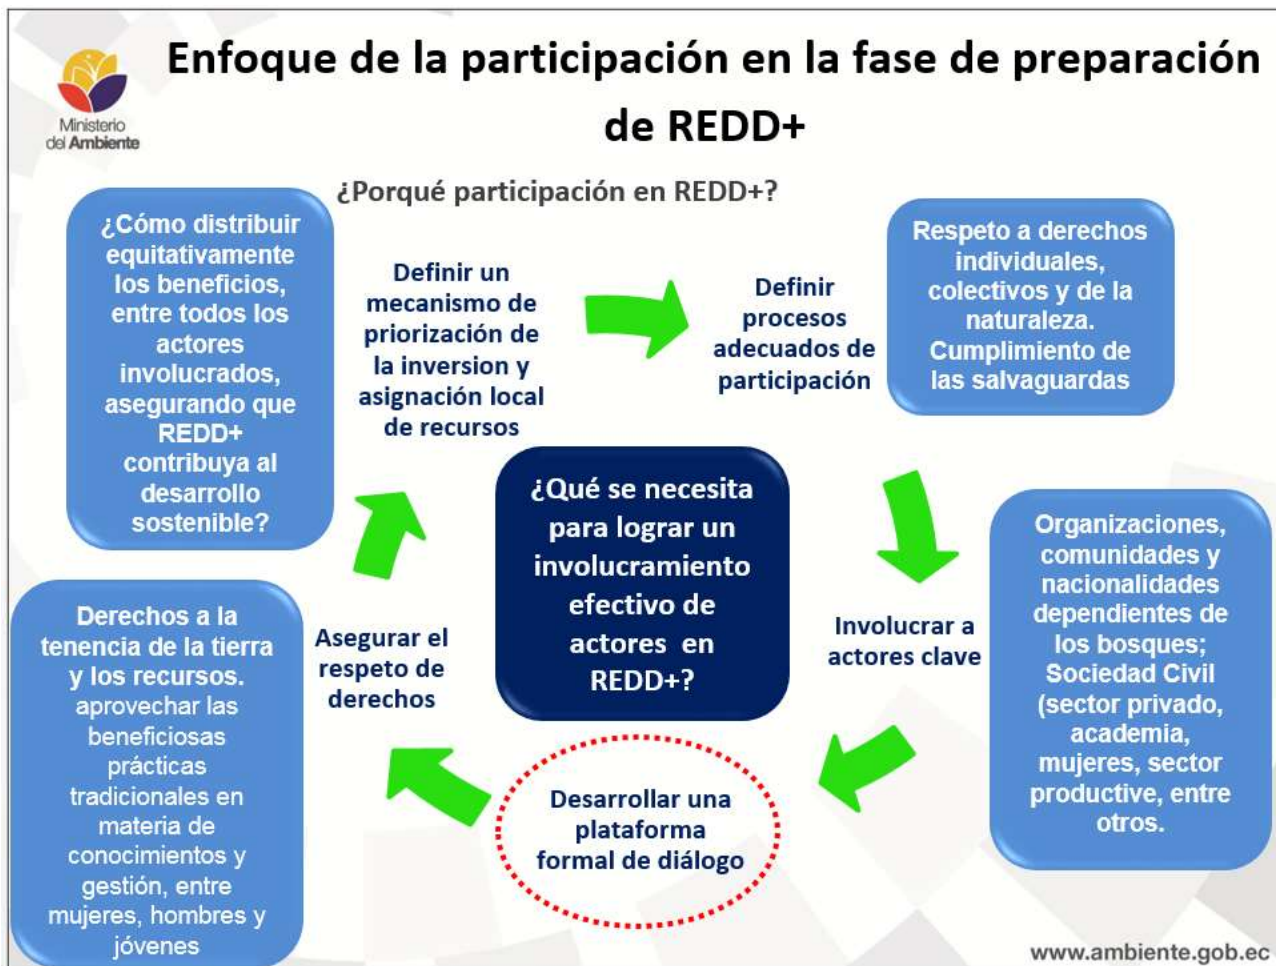 Enfoque de la participación en la fase de preparación
de REDD+
Ministerio
del Ambiente
¿Porqué participación en REDD+?
¿Cómo distribuir
equitativamente
los beneficios,
entre todos los
actores
involucrados,
asegurando que
REDD+
contribuya al
desarrollo
sostenible?
Definir un
mecanismo de
priorización de
la inversion y
asignación local
de recursos
Definir
procesos
adecuados de
participación
Respeto a derechos
individuales,
colectivos y de la
naturaleza.
Cumplimiento de
las salvaguardas
¿Qué se necesita
para lograr un
involucramiento
efectivo de
actores en
REDD+?
Involucrar a
actores clave
Organizaciones,
comunidades y
nacionalidades
dependientes de
los bosques;
Sociedad Civil
(sector privado,
academia,
mujeres, sector
productive, entre
otros.
Desarrollar una
plataforma
formal de diálogo
Asegurar el
respeto de
derechos
Derechos a la
tenencia de la tierra
y los recursos.
aprovechar las
beneficiosas
prácticas
tradicionales en
materia de
conocimientos y
gestión, entre
mujeres, hombres y
jóvenes
www.ambiente.gob.ec